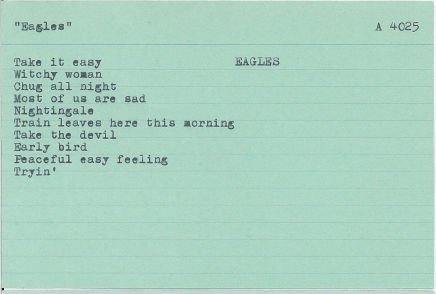 "Eagles" A 4025
Take it easy EAGLES
Witchy woman
Chug all night
Most of us are sad
Nightingale
Train leaves here this morning
Take the devil
Early bird
Peaceful easy feeling
Tryin'